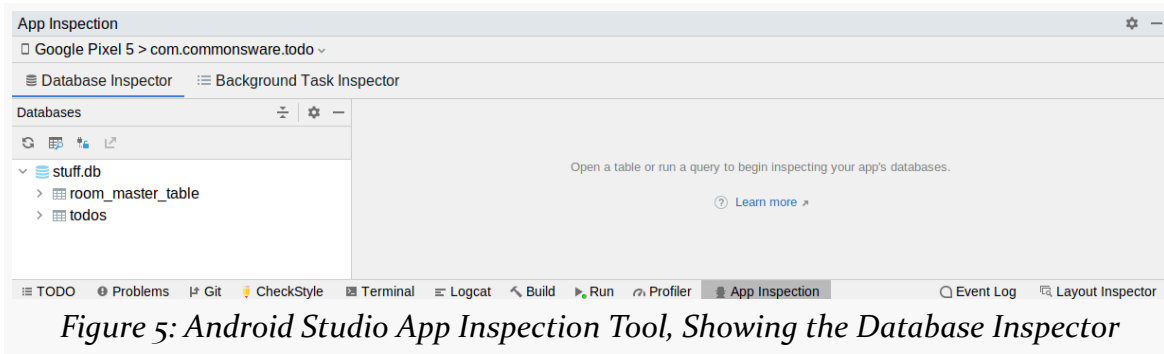 App Inspection
Google Pixel 5 > com.commonsware.todo
Database Inspector Background Task Inspector
Databases
stuff.db
room_master_table
todos
Open a table or run a query to begin inspecting your app's databases.
? Learn more
TODO Problems Git CheckStyle Terminal Logcat Build Run Profiler App Inspection Event Log Layout Inspector
Figure 5: Android Studio App Inspection Tool, Showing the Database Inspector